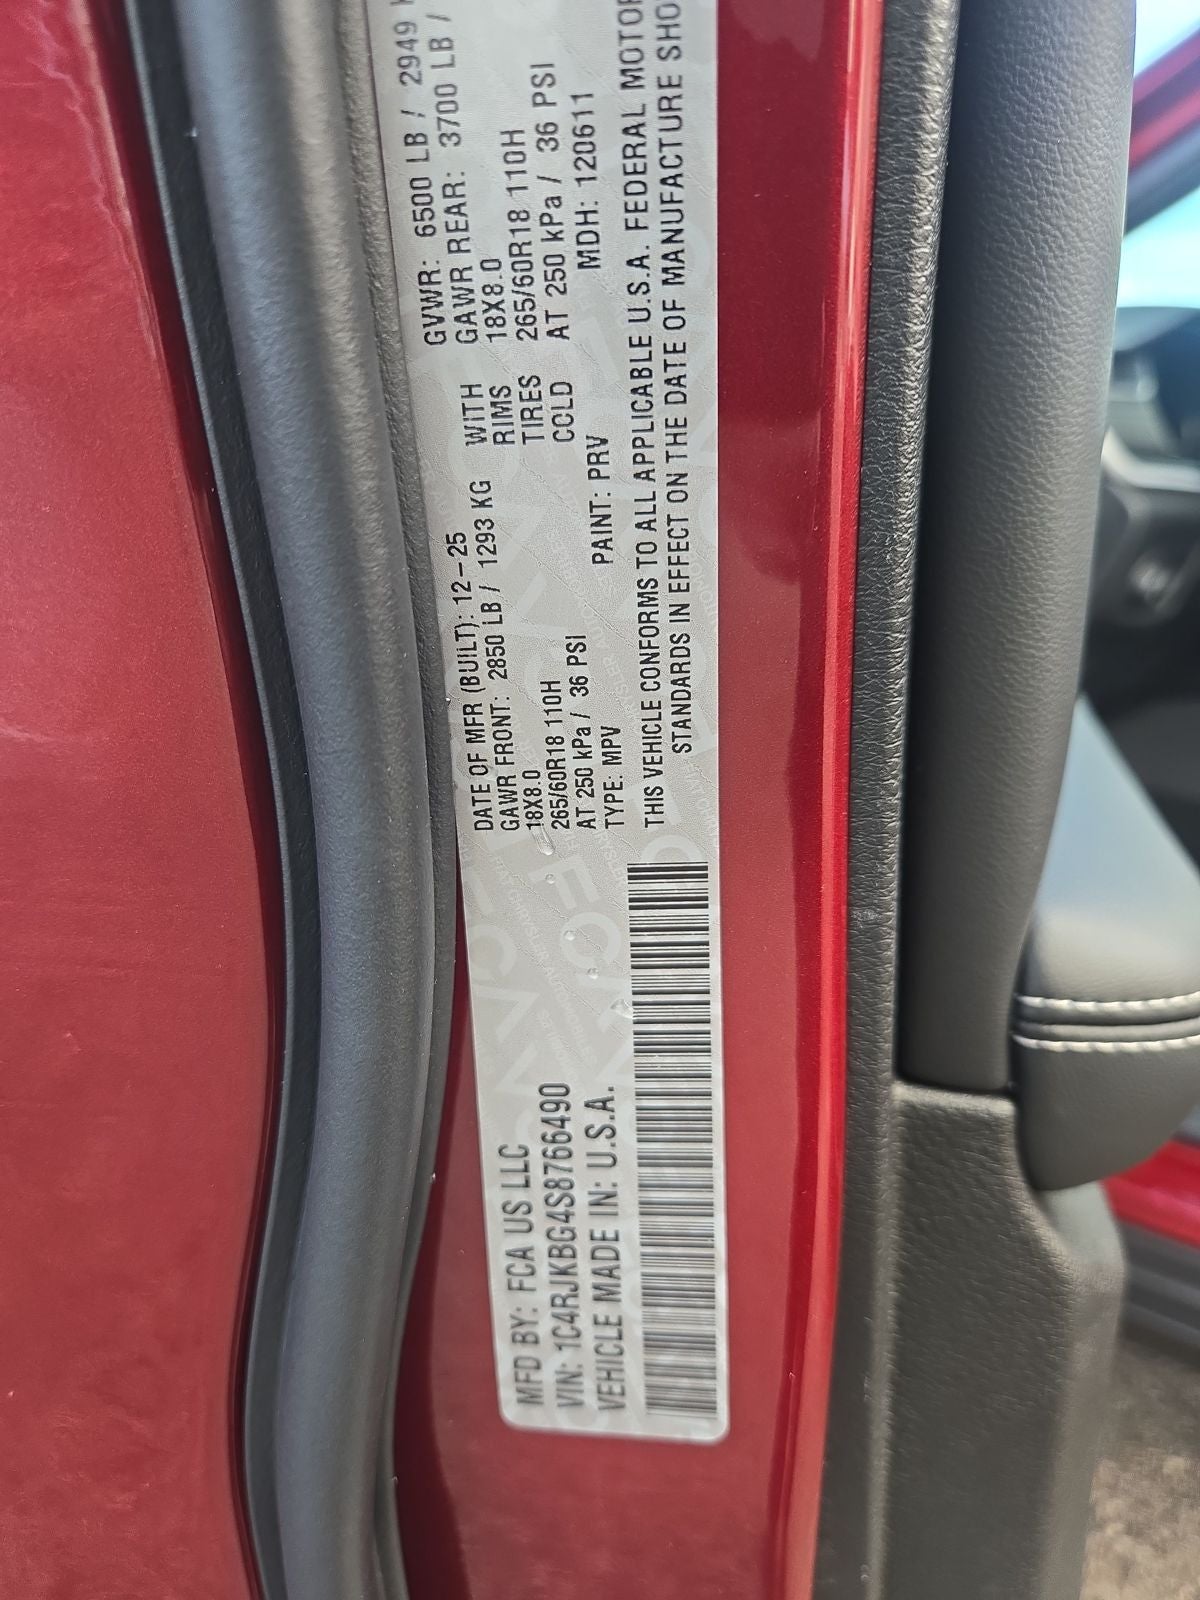 MFD BY: FCA US LLC
DATE OF MFR (BUILT): 12-25
GVWR: 6500 LB / 2949
VIN: 1C4RJKBG4S8766490
GAWR FRONT: 2850 LB / 1293 KG WITH
GAWR REAR: 3700 LB /
VEHICLE MADE IN: U.S.A.
18X8.0 RIMS 18X8.0
265/60R18 110H TIRES 265/60R18 110H
AT 250 kPa / 36 PSI COLD AT 250 kPa / 36 PSI
TYPE: MPV PAINT: PRV MDH: 120611
THIS VEHICLE CONFORMS TO ALL APPLICABLE U.S.A. FEDERAL MOTOR
STANDARDS IN EFFECT ON THE DATE OF MANUFACTURE SHO